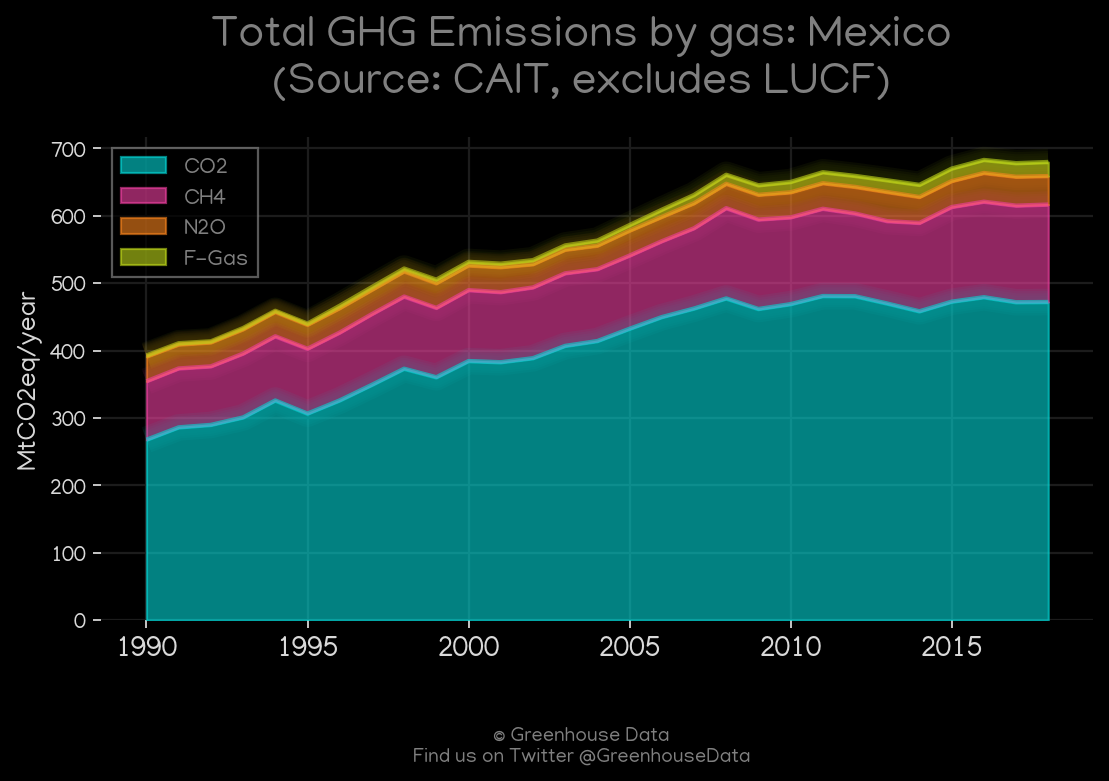 Total GHG Emissions by gas: Mexico
(Source: CAIT, excludes LUCF)
MtCO2eq/year
700
600
500
400
300
200
100
0
CO2
CH4
N2O
F-Gas
1990 1995 2000 2005 2010 2015
© Greenhouse Data
Find us on Twitter @GreenhouseData